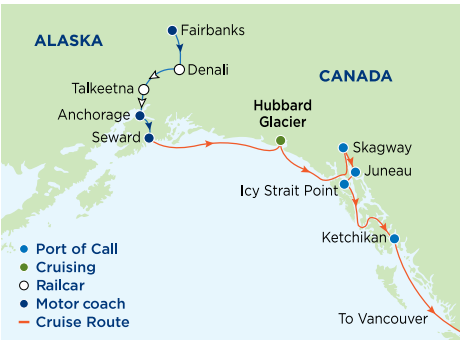 Fairbanks
ALASKA
Denali
CANADA
Talkeetna
Hubbard
Glacier
Anchorage
Seward
Skagway
Juneau
Icy Strait Point
Ketchikan
Port of Call
Cruising
Railcar
Motor coach
Cruise Route
To Vancouver